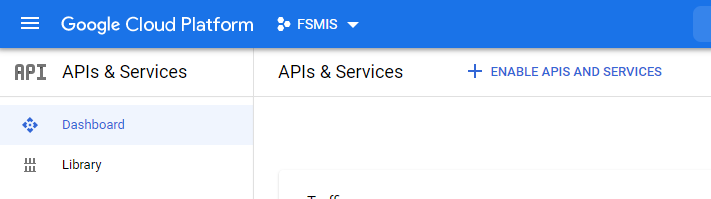 Google Cloud Platform FSMIS
API APIs & Services
APIs & Services + ENABLE APIS AND SERVICES
Dashboard
Library